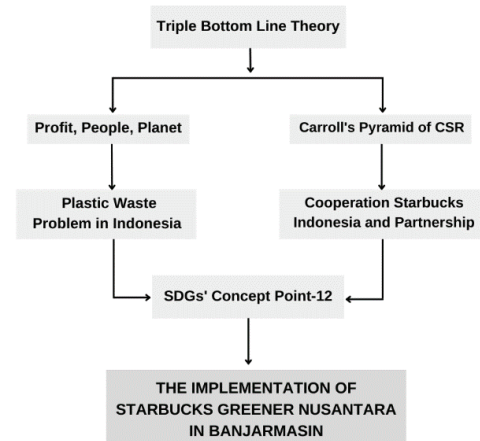 Triple Bottom Line Theory
Profit, People, Planet
Carroll's Pyramid of CSR
Plastic Waste
Problem in Indonesia
Cooperation Starbucks
Indonesia and Partnership
SDGs' Concept Point-12
THE IMPLEMENTATION OF
STARBUCKS GREENER NUSANTARA
IN BANJARMASIN